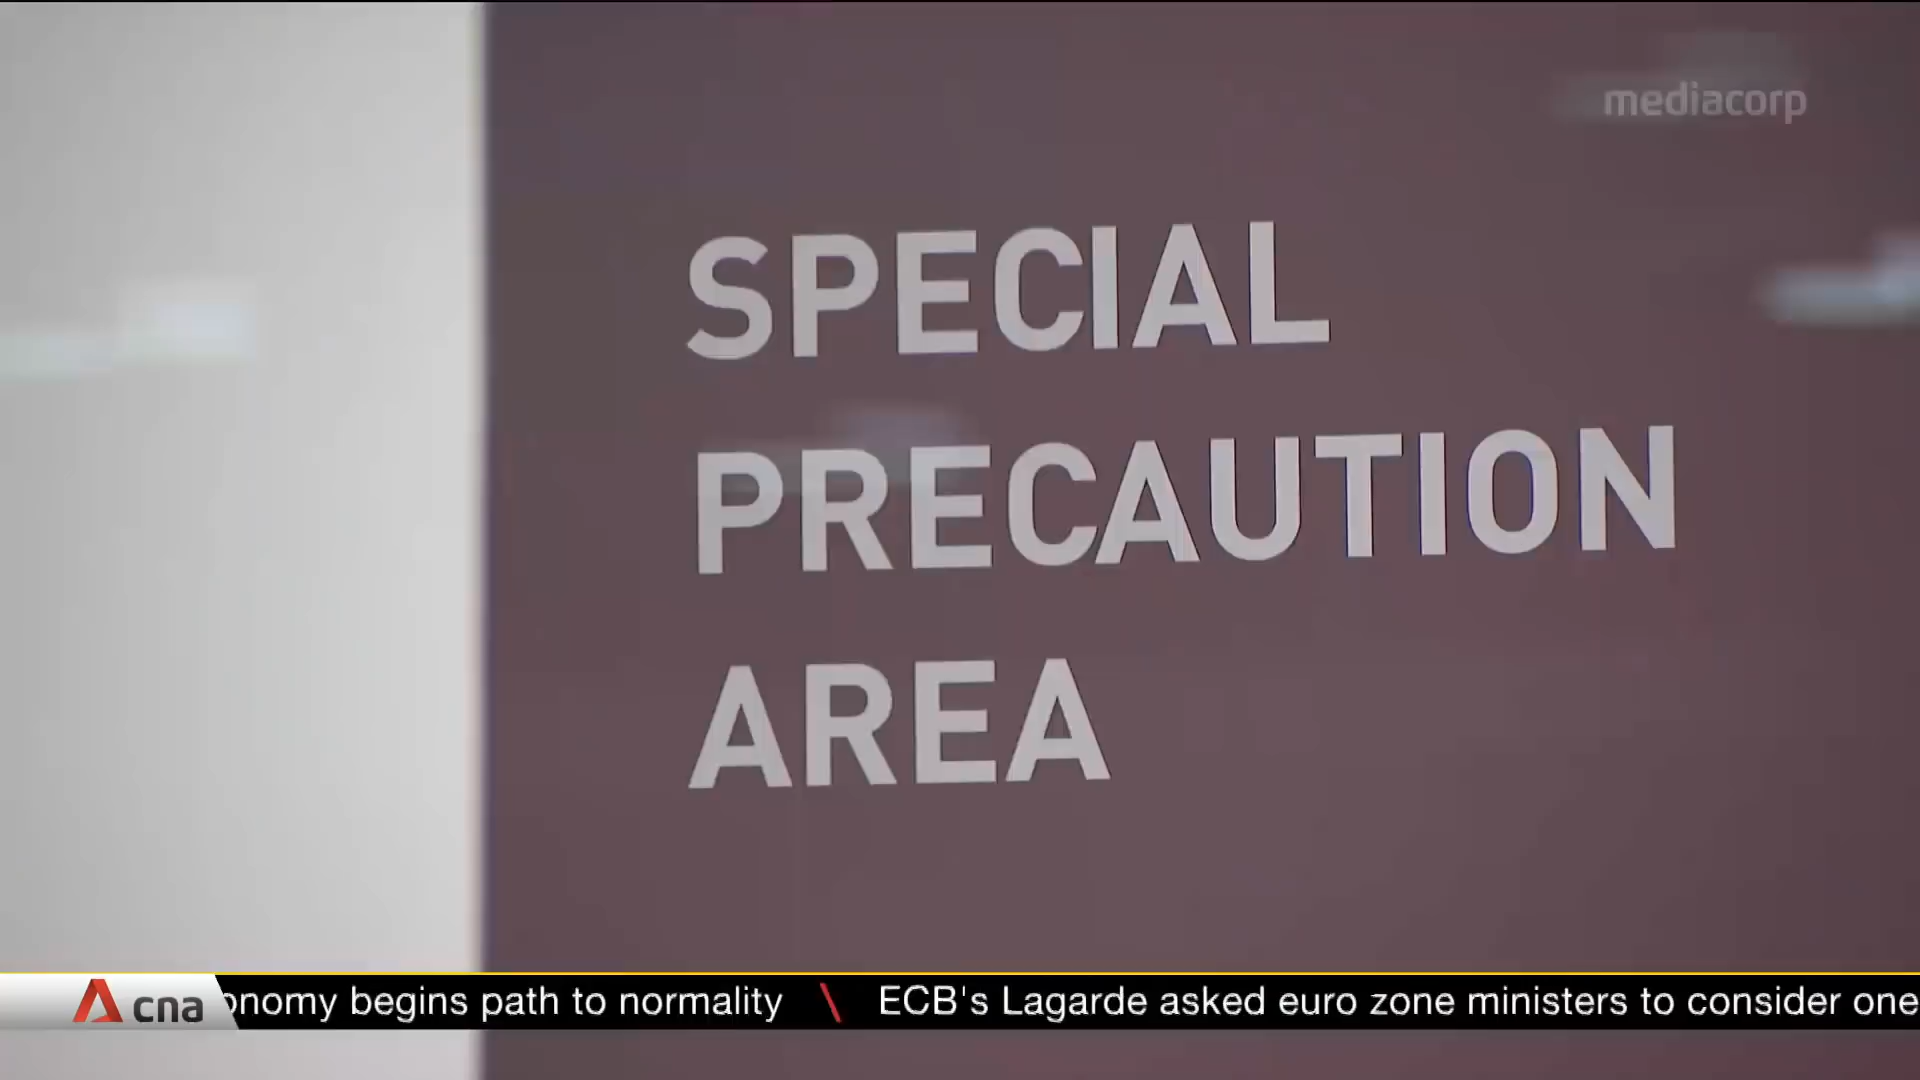 mediacorp
SPECIAL
PRECAUTION
AREA
cna
onomy begins path to normality \ ECB's Lagarde asked euro zone ministers to consider one